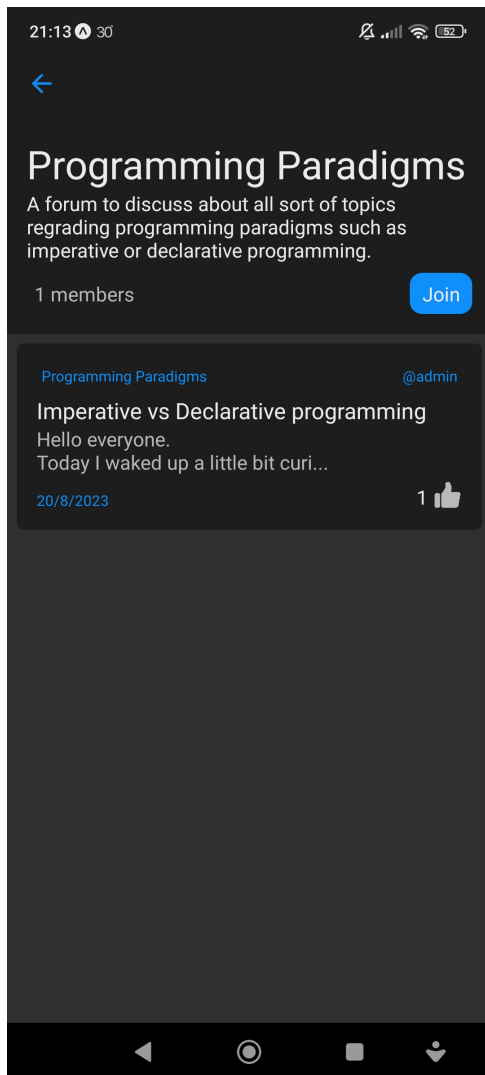 21:13 30°
52
Programming Paradigms
A forum to discuss about all sort of topics
regrading programming paradigms such as
imperative or declarative programming.
1 members
Join
Programming Paradigms
@admin
Imperative vs Declarative programming
Hello everyone.
Today I waked up a little bit curi...
20/8/2023
1